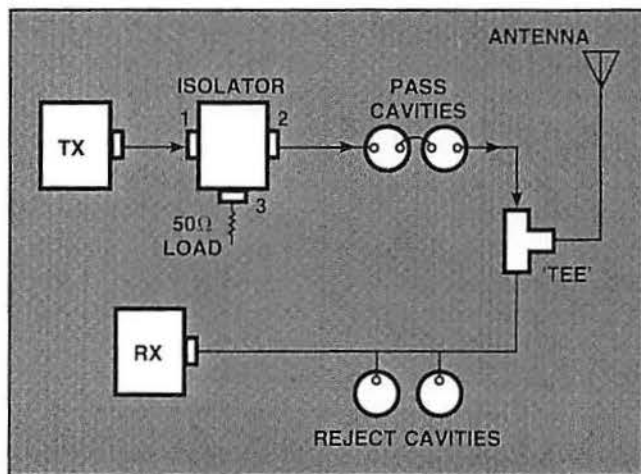 ANTENNA
ISOLATOR
PASS
CAVITIES
TX
1
2
3
50Ω
LOAD
'TEE'
RX
REJECT CAVITIES